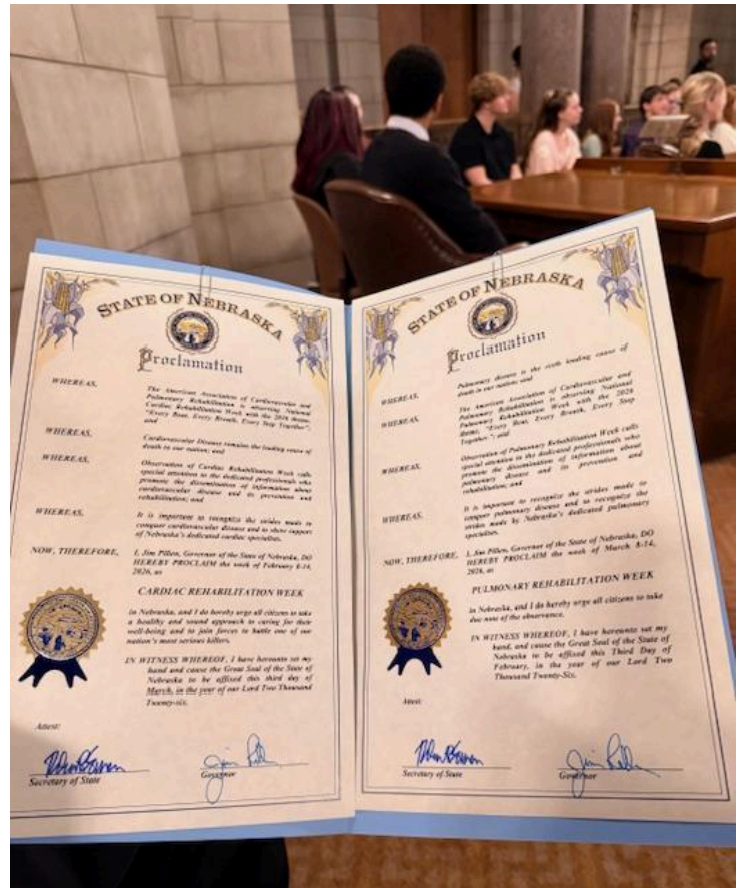 STATE OF NEBRASKA
Proclamation
WHEREAS,
The American Association of Cardiovascular and
Pulmonary Rehabilitation is observing National
Cardiac Rehabilitation Week with the 2026 theme,
"Every Beat, Every Breath, Every Step Together";
and
WHEREAS,
Cardiovascular Disease remains the leading cause of
death in our nation; and
WHEREAS,
Observation of Cardiac Rehabilitation Week calls
special attention to the dedicated professionals who
promote the dissemination of information about
cardiovascular disease and its prevention and
rehabilitation; and
WHEREAS,
It is important to recognize the strides made to
conquer cardiovascular disease and to show support
of Nebraska's dedicated cardiac specialists.
NOW, THEREFORE,
I, Jim Pillen, Governor of the State of Nebraska, DO
HEREBY PROCLAIM the week of February 8-14,
2026, as
CARDIAC REHABILITATION WEEK
in Nebraska, and I do hereby urge all citizens to take
a healthy and sound approach to caring for their
well-being and to join forces to battle one of our
nation's most serious killers.
IN WITNESS WHEREOF, I have hereunto set my
hand and cause the Great Seal of the State of
Nebraska to be affixed this third day of
March, in the year of our Lord Two Thousand
Twenty-six.
Attest:
Secretary of State
Governor
STATE OF NEBRASKA
Proclamation
WHEREAS,
Pulmonary disease is the sixth leading cause of
death in our nation; and
WHEREAS,
The American Association of Cardiovascular and
Pulmonary Rehabilitation is observing National
Pulmonary Rehabilitation Week with the 2026
theme, "Every Beat, Every Breath, Every Step
Together"; and
WHEREAS,
Observation of Pulmonary Rehabilitation Week calls
special attention to the dedicated professionals who
promote the dissemination of information about
pulmonary disease and its prevention and
rehabilitation; and
WHEREAS,
It is important to recognize the strides made to
conquer pulmonary disease and to recognize the
strides made by Nebraska's dedicated pulmonary
specialists.
NOW, THEREFORE,
I, Jim Pillen, Governor of the State of Nebraska, DO
HEREBY PROCLAIM the week of March 8-14,
2026, as
PULMONARY REHABILITATION WEEK
in Nebraska, and I do hereby urge all citizens to take
due note of the observance.
IN WITNESS WHEREOF, I have hereunto set my
hand, and cause the Great Seal of the State of
Nebraska to be affixed this Third Day of
February, in the year of our Lord Two
Thousand Twenty-Six.
Attest:
Secretary of State
Governor